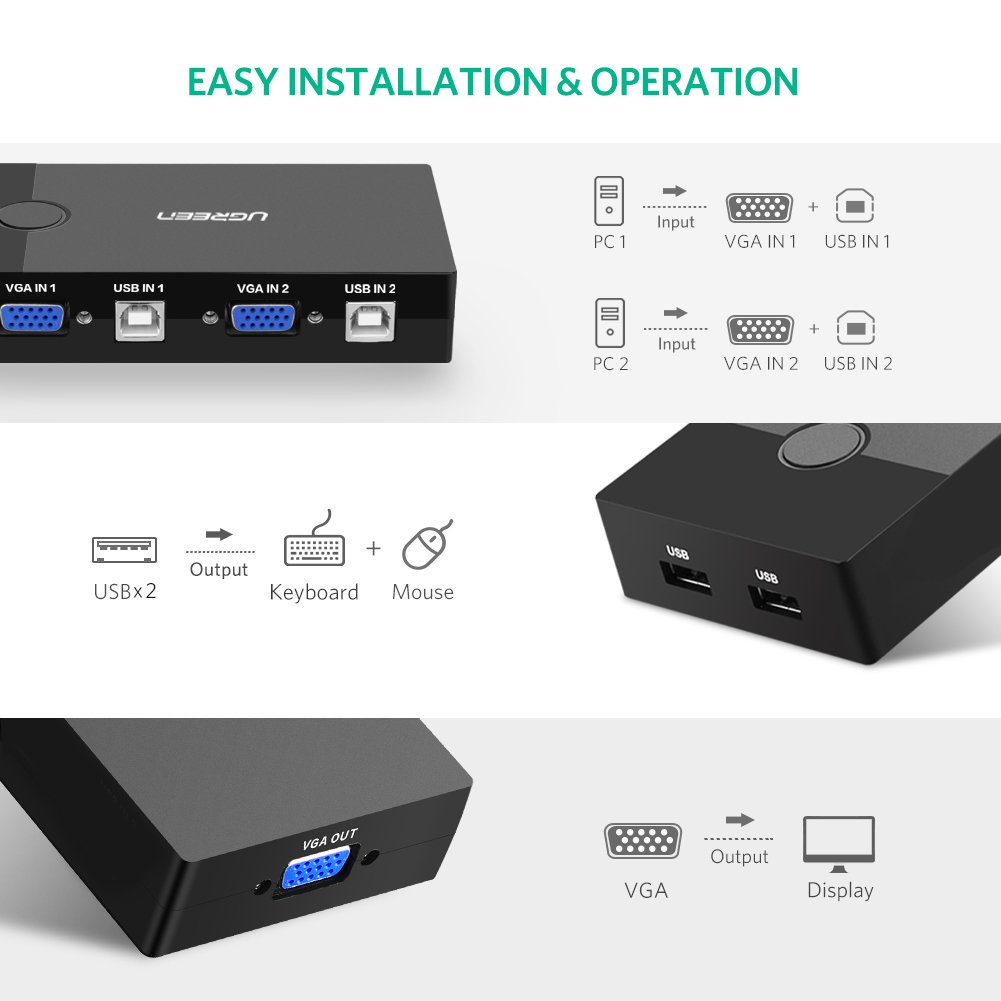 EASY INSTALLATION & OPERATION
UGREEN
VGA IN 1
USB IN 1
VGA IN 2
USB IN 2
PC 1
Input
VGA IN 1
+
USB IN 1
PC 2
Input
VGA IN 2
+
USB IN 2
USBx2
Output
Keyboard
+
Mouse
USB
USB
VGA OUT
VGA
Output
Display